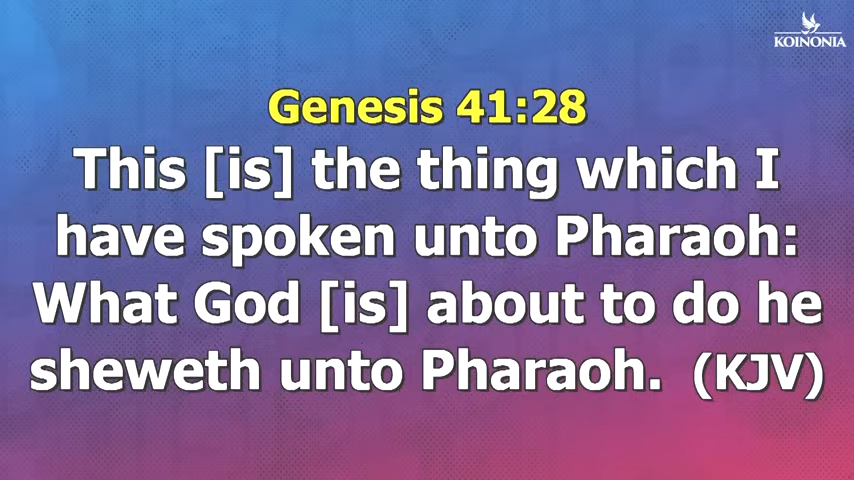 KOINONIA
Genesis 41:28
This [is] the thing which I
have spoken unto Pharaoh:
What God [is] about to do he
sheweth unto Pharaoh. (KJV)